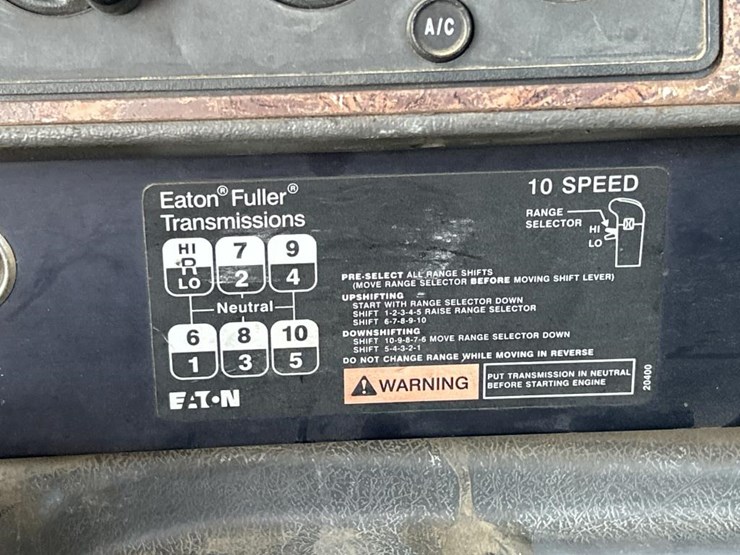 A/C
Eaton® Fuller®
Transmissions
HI
R
LO
7
2
9
4
Neutral
6
1
8
3
10
5
EATON
10 SPEED
RANGE
SELECTOR
HI
LO
PRE-SELECT ALL RANGE SHIFTS
(MOVE RANGE SELECTOR BEFORE MOVING SHIFT LEVER)
UPSHIFTING
START WITH RANGE SELECTOR DOWN
SHIFT 1-2-3-4-5 RAISE RANGE SELECTOR
SHIFT 6-7-8-9-10
DOWNSHIFTING
SHIFT 10-9-8-7-6 MOVE RANGE SELECTOR DOWN
SHIFT 5-4-3-2-1
DO NOT CHANGE RANGE WHILE MOVING IN REVERSE
WARNING
PUT TRANSMISSION IN NEUTRAL
BEFORE STARTING ENGINE
20400